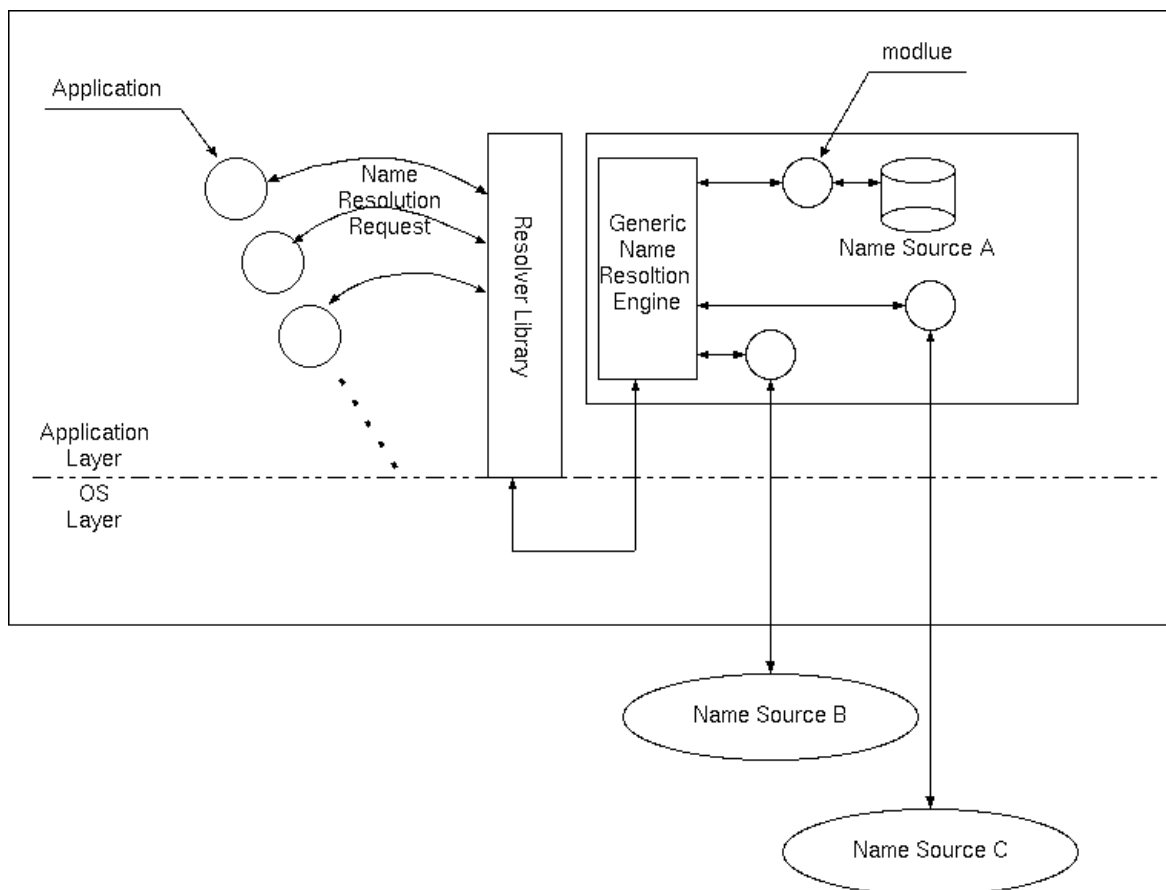 modlue
Application
Name
Resolution
Request
Resolver Library
Generic
Name
Resoltion
Engine
Name Source A
Application
Layer
OS
Layer
Name Source B
Name Source C